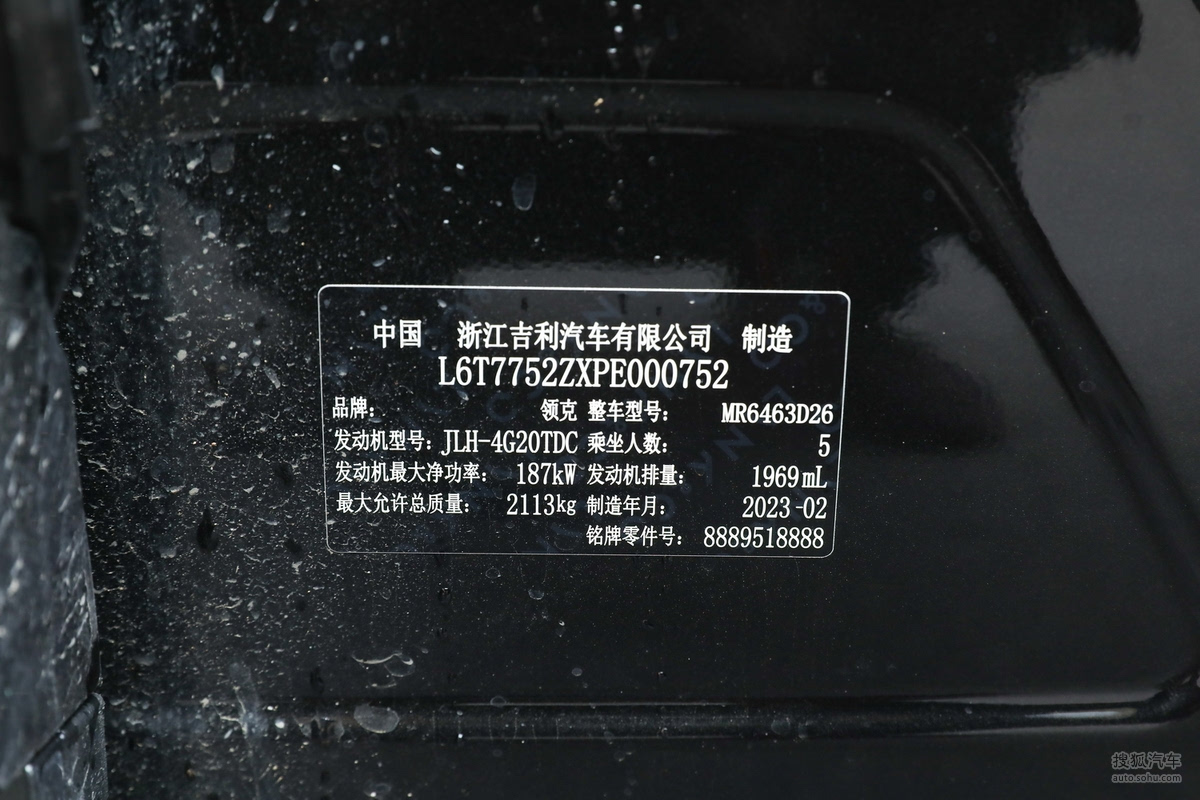 中国 浙江吉利汽车有限公司 制造
L6T7752ZXPE000752
品牌： 领克 整车型号： MR6463D26
发动机型号： JLH-4G20TDC 乘坐人数： 5
发动机最大净功率： 187kW 发动机排量： 1969mL
最大允许总质量： 2113kg 制造年月： 2023-02
铭牌零件号： 8889518888
搜狐汽车
auto.sohu.com